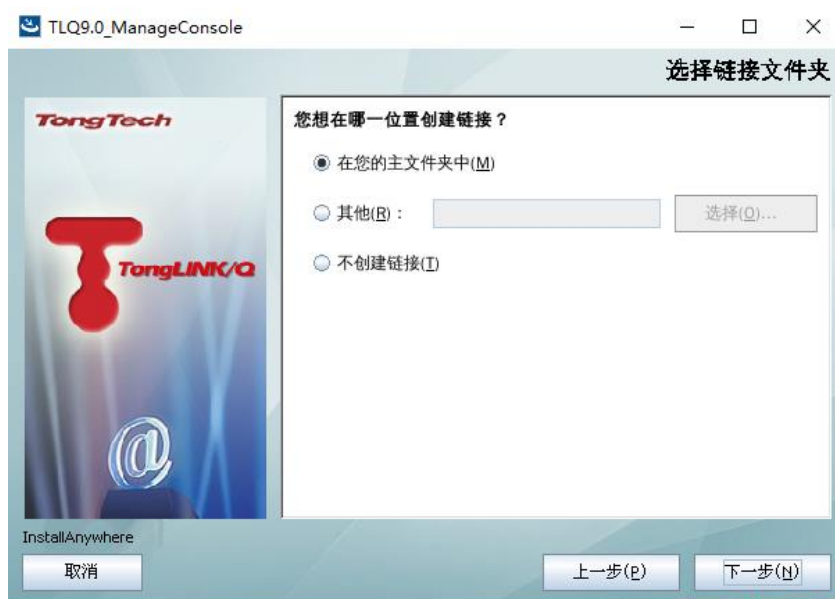 TLQ9.0_ManageConsole
选择链接文件夹
TongTech
TongLINK/Q
@
您想在哪一位置创建链接？
在您的主文件夹中(M)
其他(R)： 选择(O)...
不创建链接(T)
InstallAnywhere
取消 上一步(P) 下一步(N)